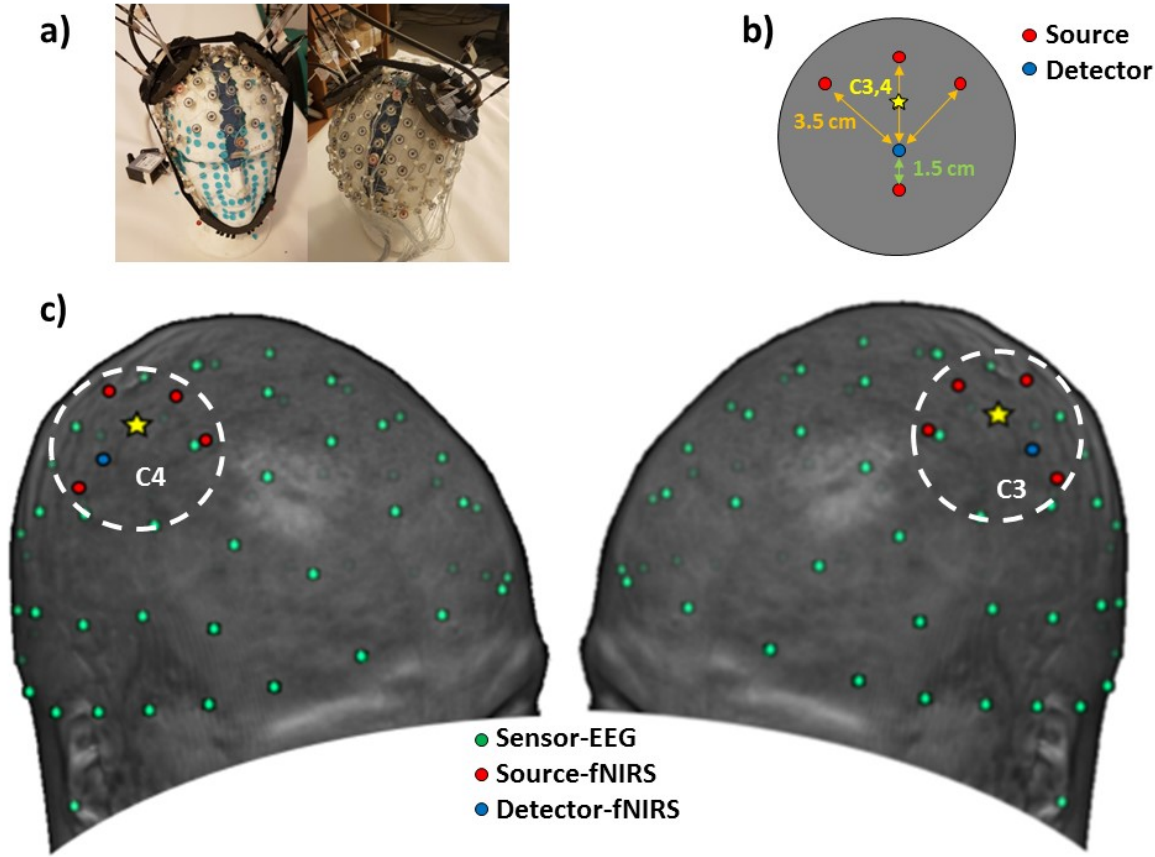 a)
b)
Source
Detector
C3,4
3.5 cm
1.5 cm
c)
C4
C3
Sensor-EEG
Source-fNIRS
Detector-fNIRS